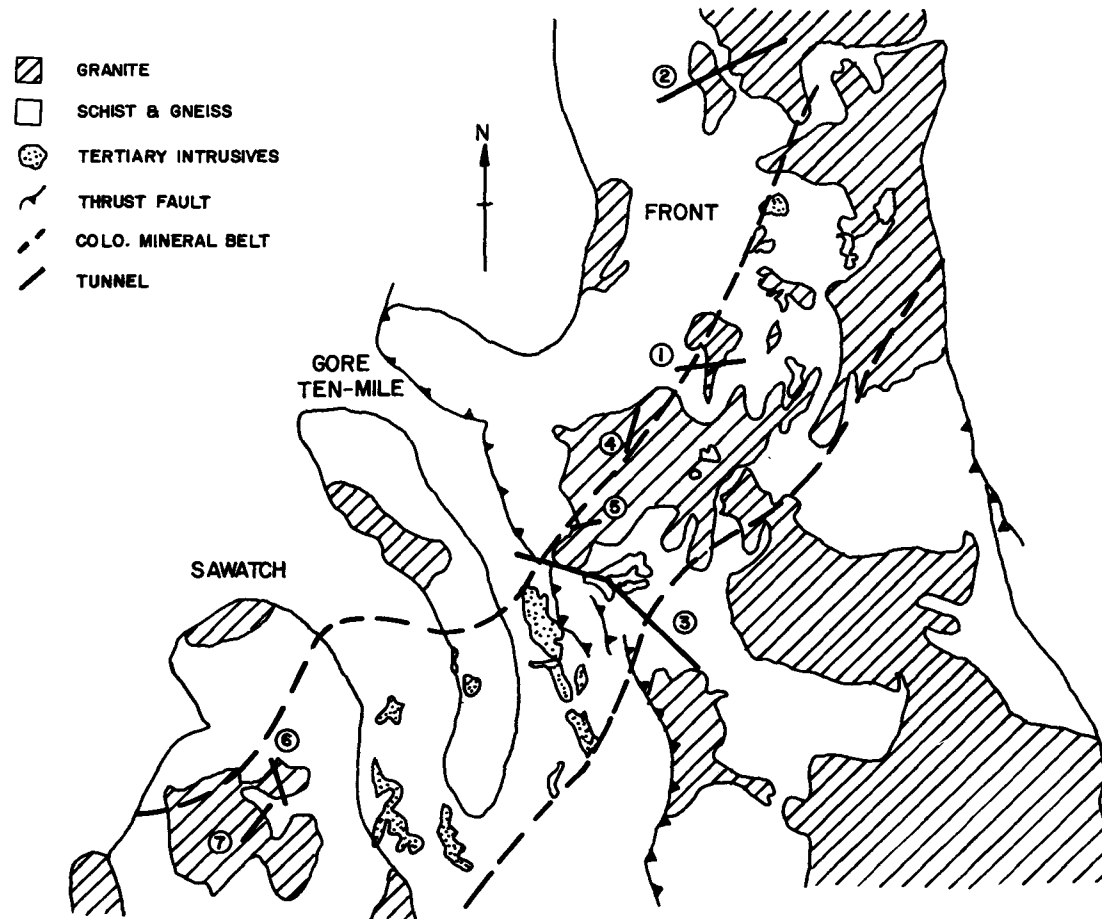 GRANITE
SCHIST & GNEISS
TERTIARY INTRUSIVES
THRUST FAULT
COLO. MINERAL BELT
TUNNEL
N
②
FRONT
①
GORE
TEN-MILE
④
⑤
SAWATCH
③
⑥
⑦